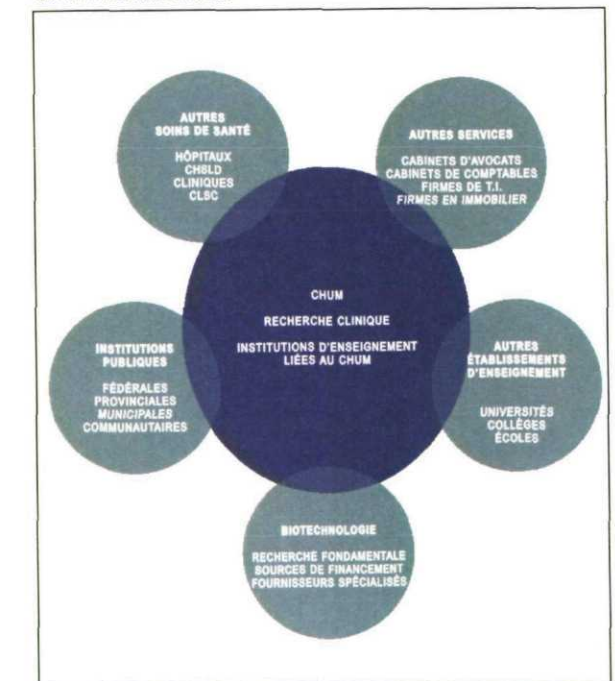 AUTRES
SOINS DE SANTÉ
HÔPITAUX
CHSLD
CLINIQUES
CLSC
AUTRES SERVICES
CABINETS D'AVOCATS
CABINETS DE COMPTABLES
FIRMES DE T.I.
FIRMES EN IMMOBILIER
CHUM
RECHERCHE CLINIQUE
INSTITUTIONS D'ENSEIGNEMENT
LIÉES AU CHUM
INSTITUTIONS
PUBLIQUES
FÉDÉRALES
PROVINCIALES
MUNICIPALES
COMMUNAUTAIRES
AUTRES
ÉTABLISSEMENTS
D'ENSEIGNEMENT
UNIVERSITÉS
COLLÈGES
ÉCOLES
BIOTECHNOLOGIE
RECHERCHE FONDAMENTALE
SOURCES DE FINANCEMENT
FOURNISSEURS SPÉCIALISÉS